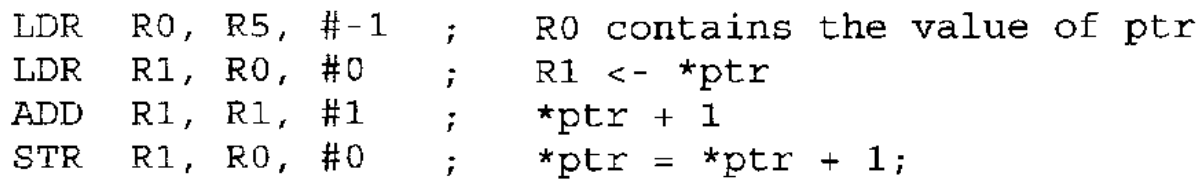 LDR R0, R5, #-1 ; R0 contains the value of ptr
LDR R1, R0, #0 ; R1 <- *ptr
ADD R1, R1, #1 ; *ptr + 1
STR R1, R0, #0 ; *ptr = *ptr + 1;